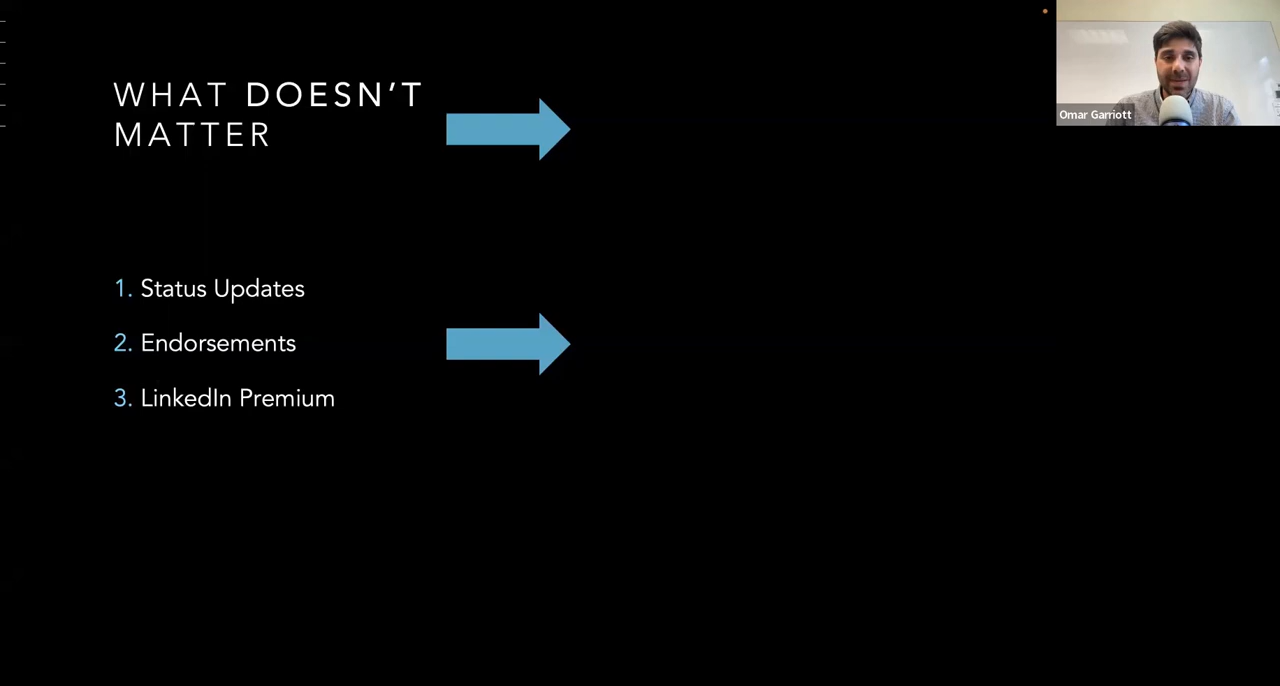 WHAT DOESN’T
MATTER
1. Status Updates
2. Endorsements
3. LinkedIn Premium
Omar Garriott